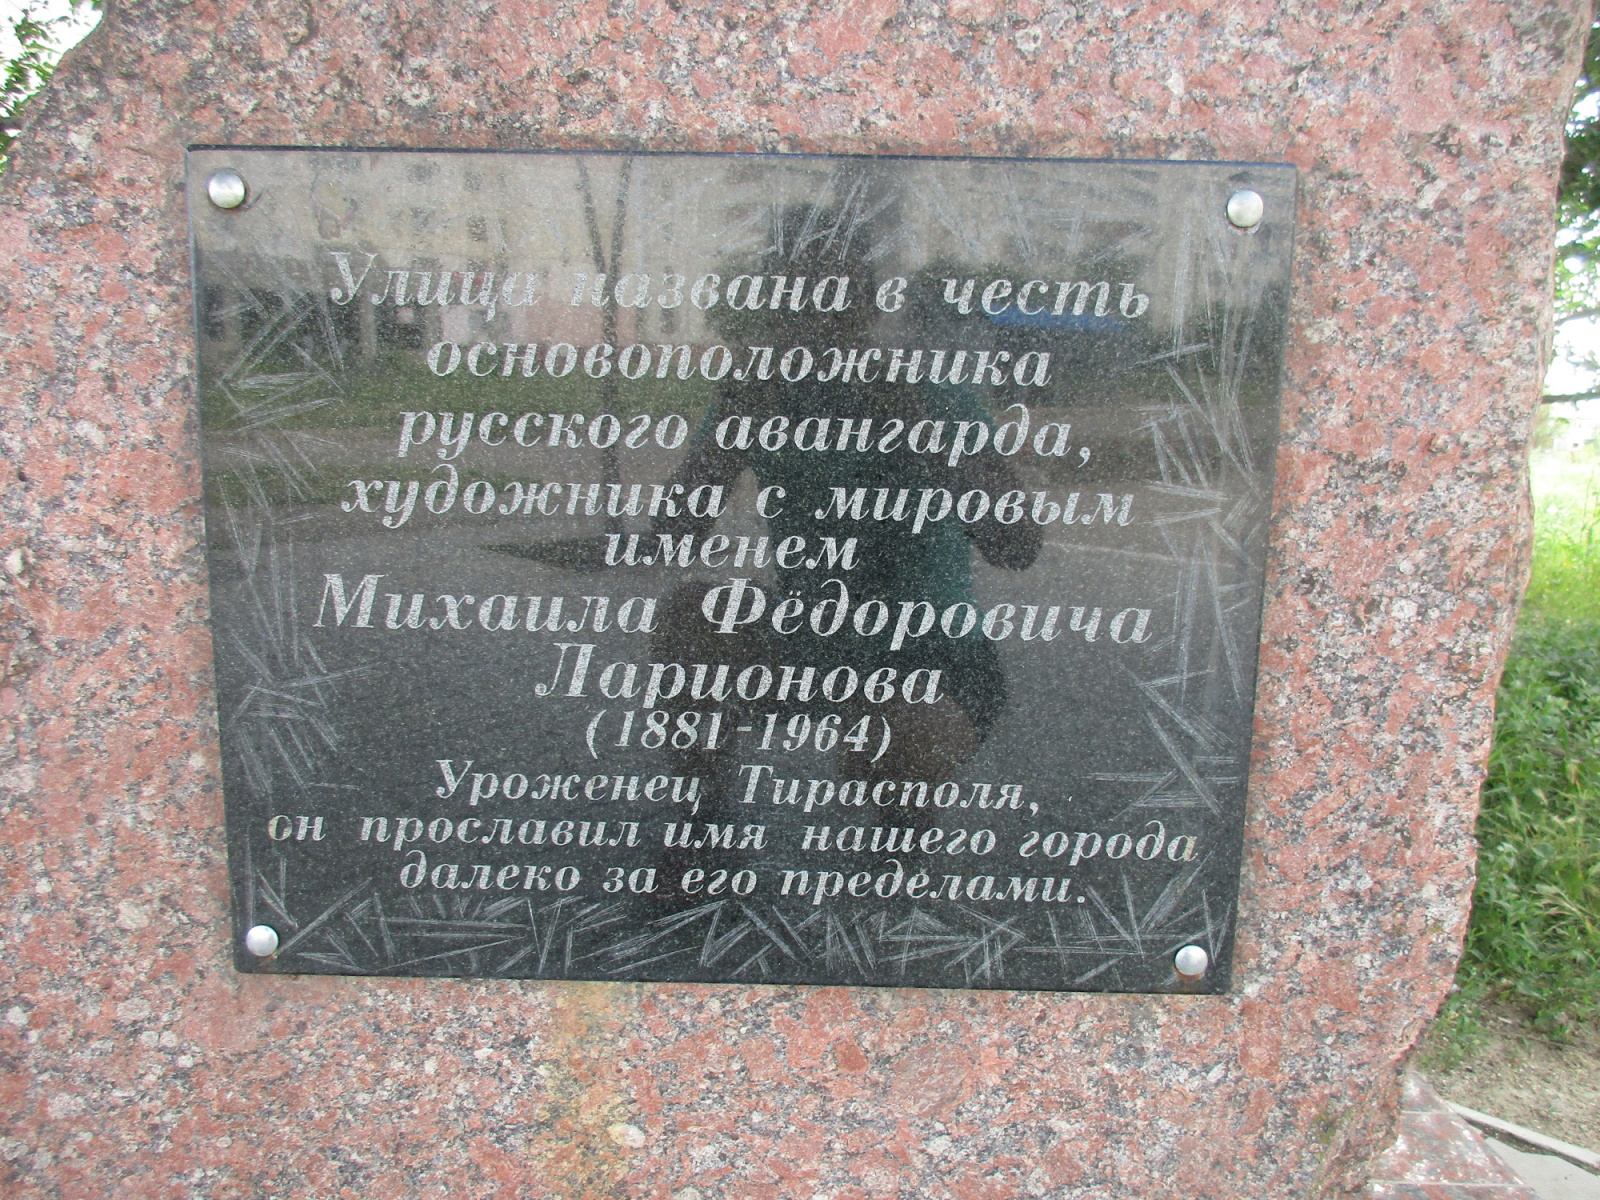 Улица названа в честь
основоположника
русского авангарда,
художника с мировым
именем
Михаила Фёдоровича
Ларионова
(1881-1964)
Уроженец Тирасполя,
он прославил имя нашего города
далеко за его пределами.